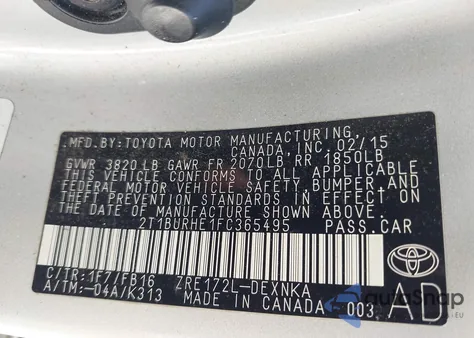 MFD.BY:TOYOTA MOTOR MANUFACTURING,
CANADA,INC. 02/15
GVWR 3820 LB GAWR FR 2070LB RR 1850LB
THIS VEHICLE CONFORMS TO ALL APPLICABLE
FEDERAL MOTOR VEHICLE SAFETY, BUMPER, AND
THEFT PREVENTION STANDARDS IN EFFECT ON
THE DATE OF MANUFACTURE SHOWN ABOVE.
2T1BURHE1FC365495 PASS.CAR
C/TR:1F7/FB16 ZRE172L-DEXNKA
A/TM:-04A/K313 MADE IN CANADA 003
AD
autoSnap
.EU